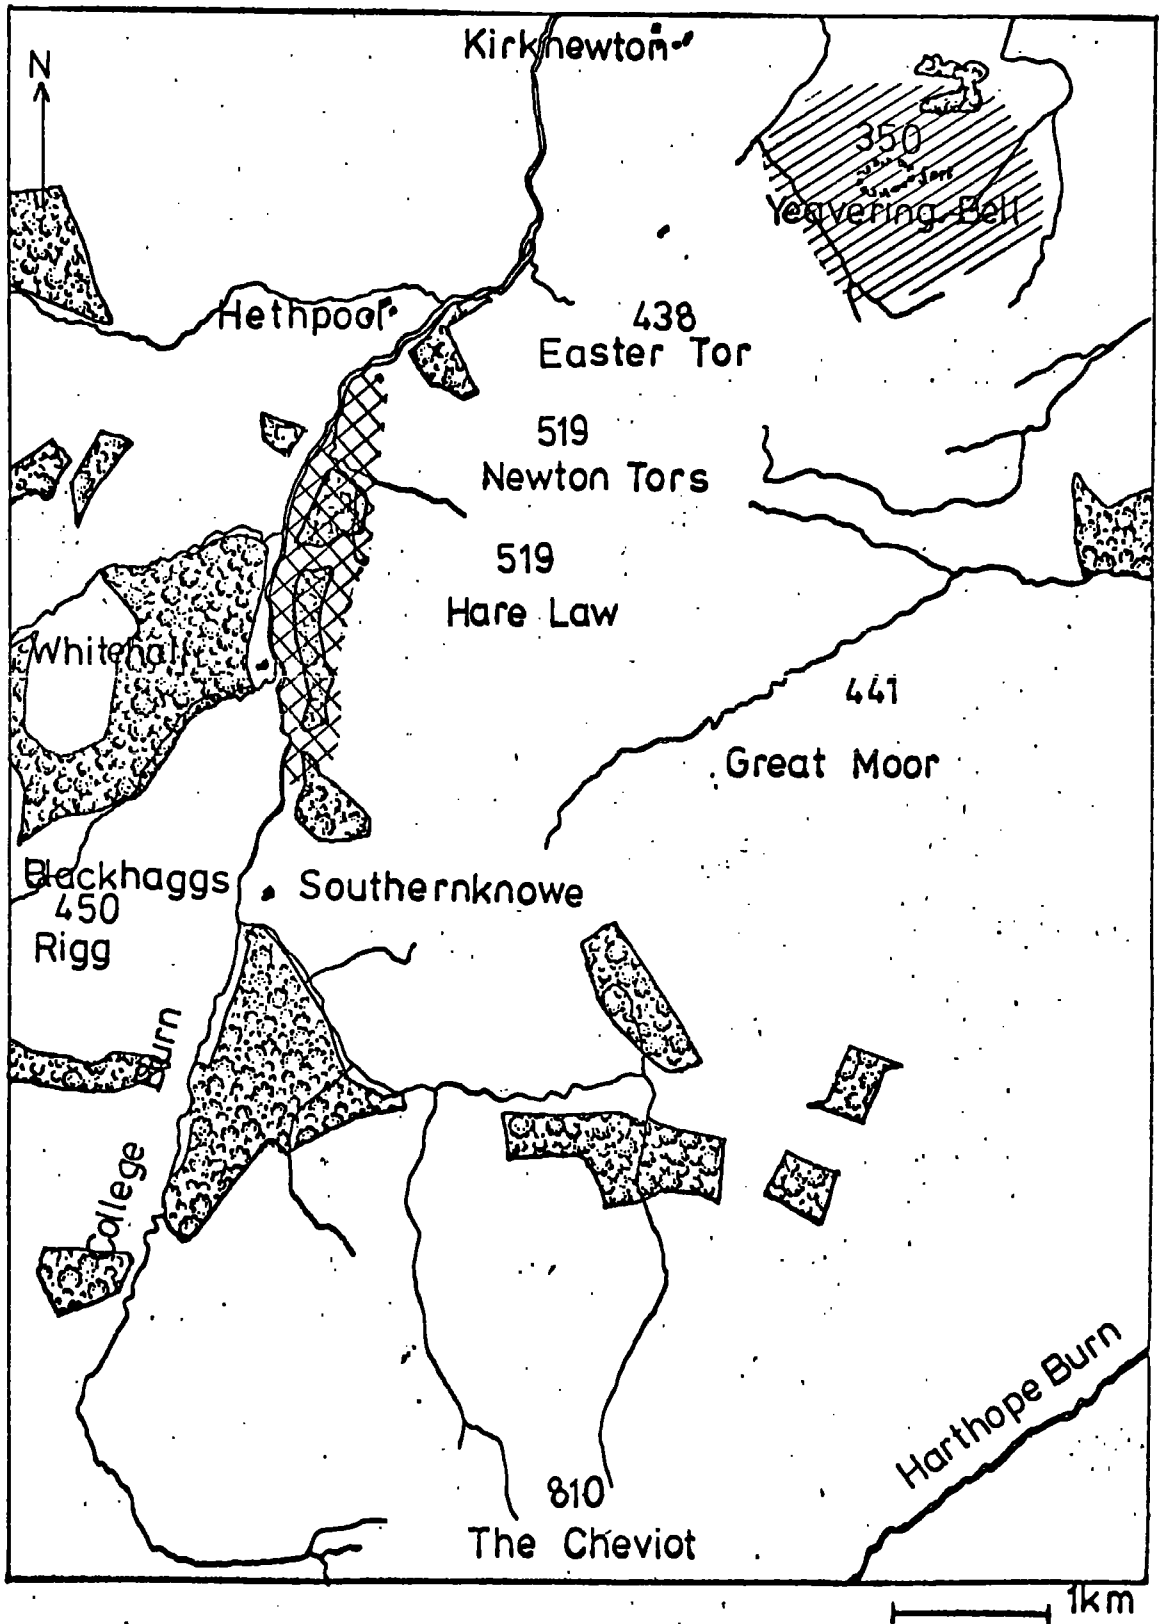 Kirknewton
N
350
fort
Yeavering Bell
Hethpool
438
Easter Tor
519
Newton Tors
519
Hare Law
Whitehall
441
Great Moor
Blackhaggs
450
Rigg
Southernknowe
College Burn
Harthope Burn
810
The Cheviot
1km